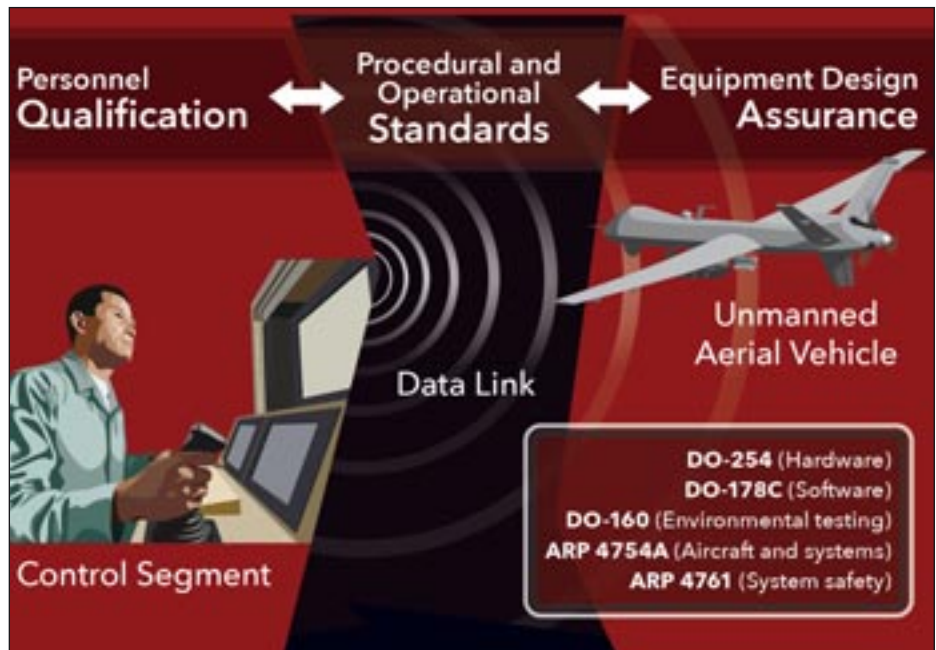 Personnel
Qualification
Procedural and
Operational
Standards
Equipment Design
Assurance
Unmanned
Aerial Vehicle
Data Link
Control Segment
DO-254 (Hardware)
DO-178C (Software)
DO-160 (Environmental testing)
ARP 4754A (Aircraft and systems)
ARP 4761 (System safety)